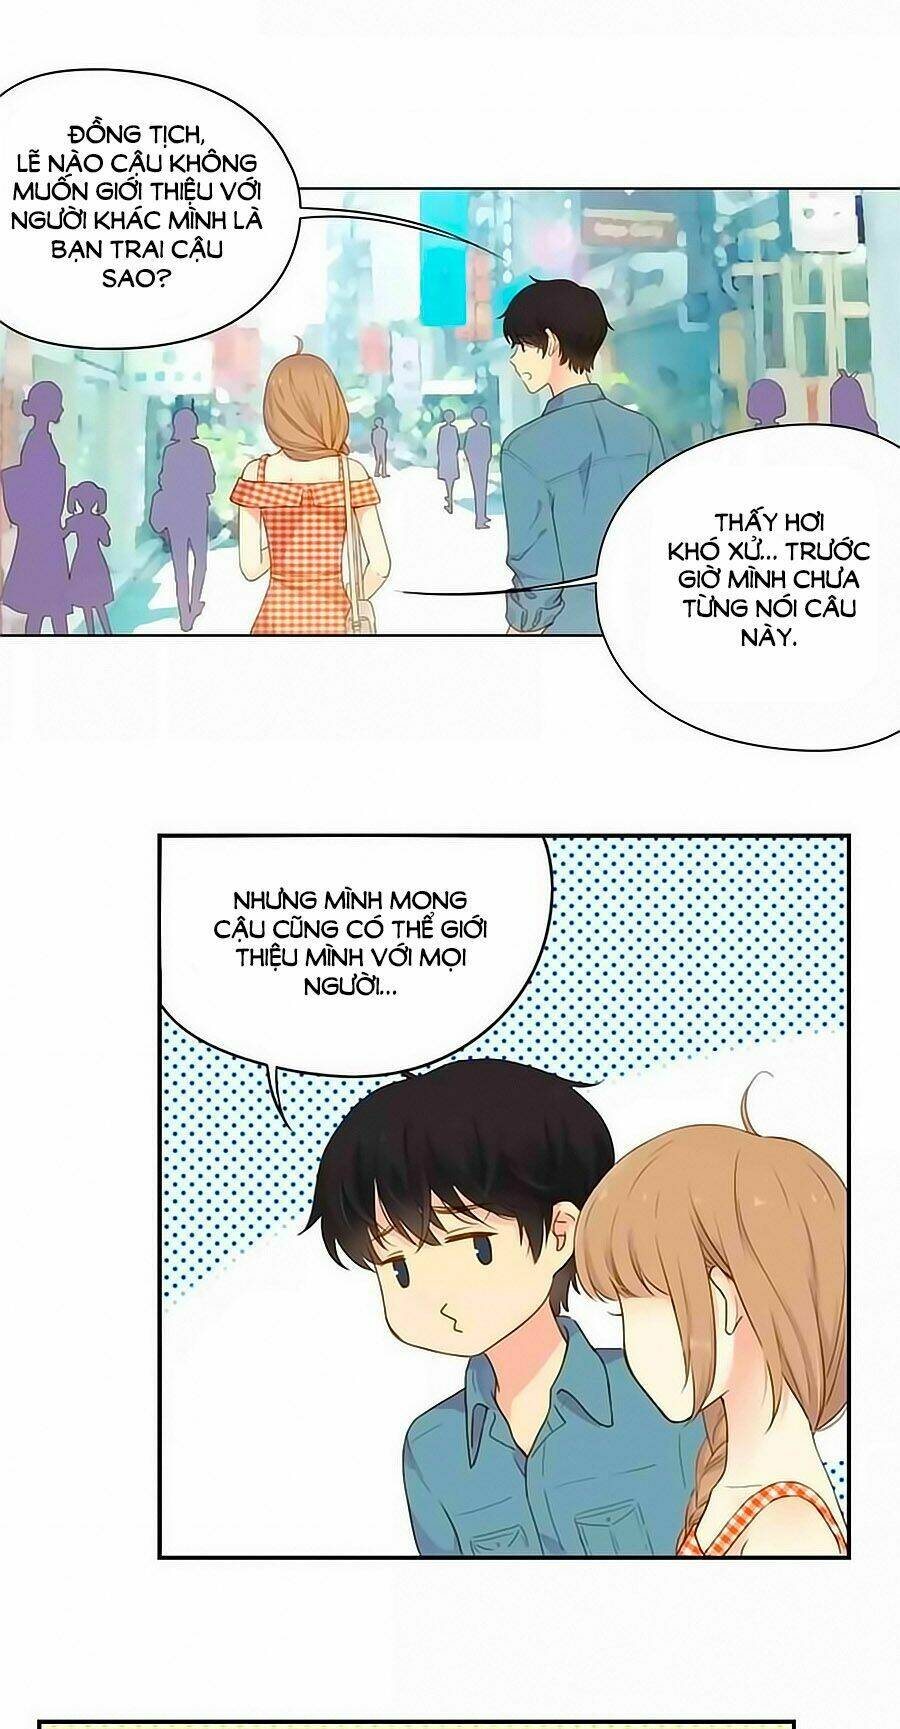 ĐỒNG TỊCH,
LẼ NÀO CẬU KHÔNG
MUỐN GIỚI THIỆU VỚI
NGƯỜI KHÁC MÌNH LÀ
BẠN TRAI CẬU
SAO?
THẤY HƠI
KHÓ XỬ... TRƯỚC
GIỜ MÌNH CHƯA
TỪNG NÓI CÂU
NÀY.
NHƯNG MÌNH MONG
CẬU CŨNG CÓ THỂ GIỚI
THIỆU MÌNH VỚI MỌI
NGƯỜI...